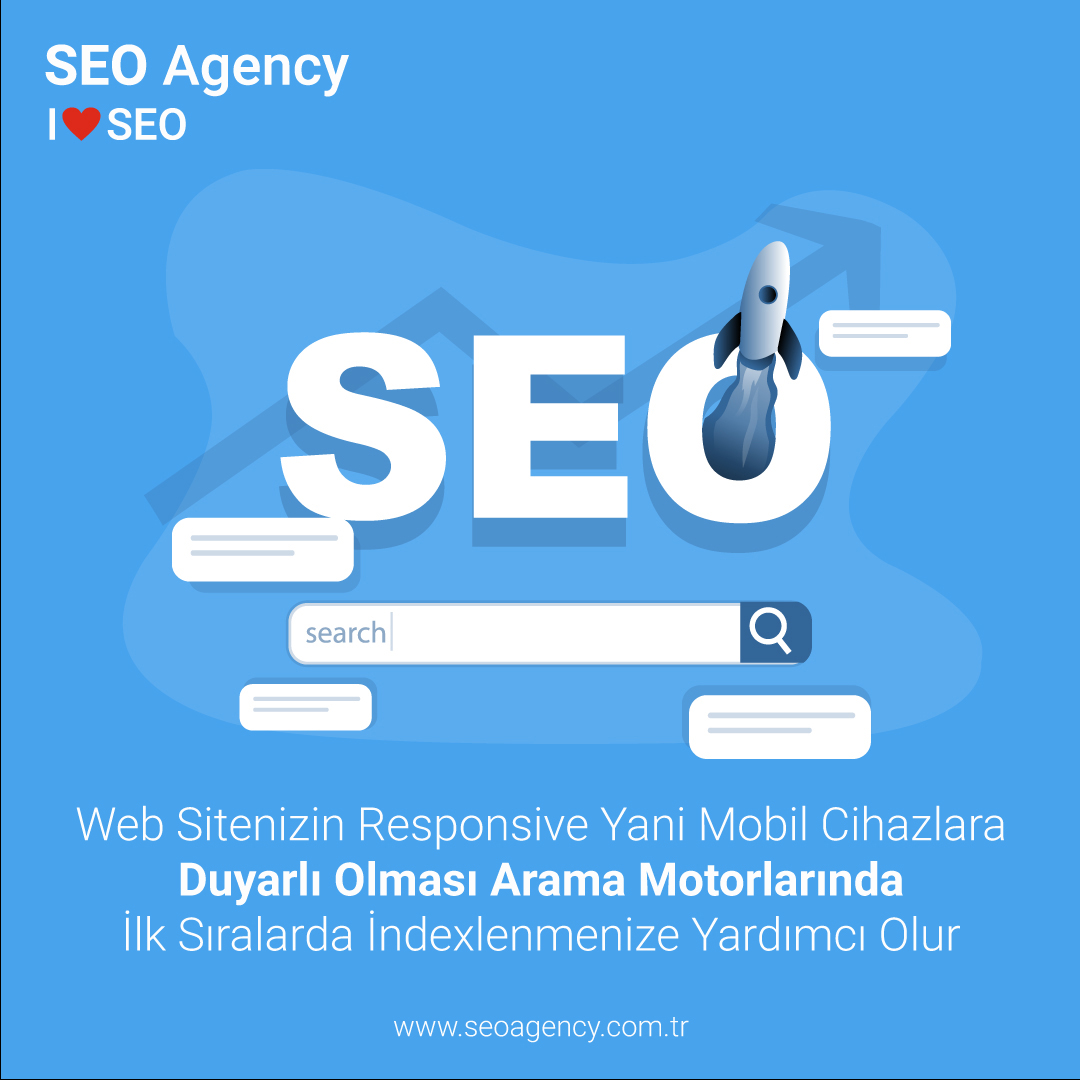 SEO Agency
I❤SEO
SEO
search
Web Sitenizin Responsive Yani Mobil Cihazlara
Duyarlı Olması Arama Motorlarında
İlk Sıralarda İndexlenmenize Yardımcı Olur
www.seoagency.com.tr